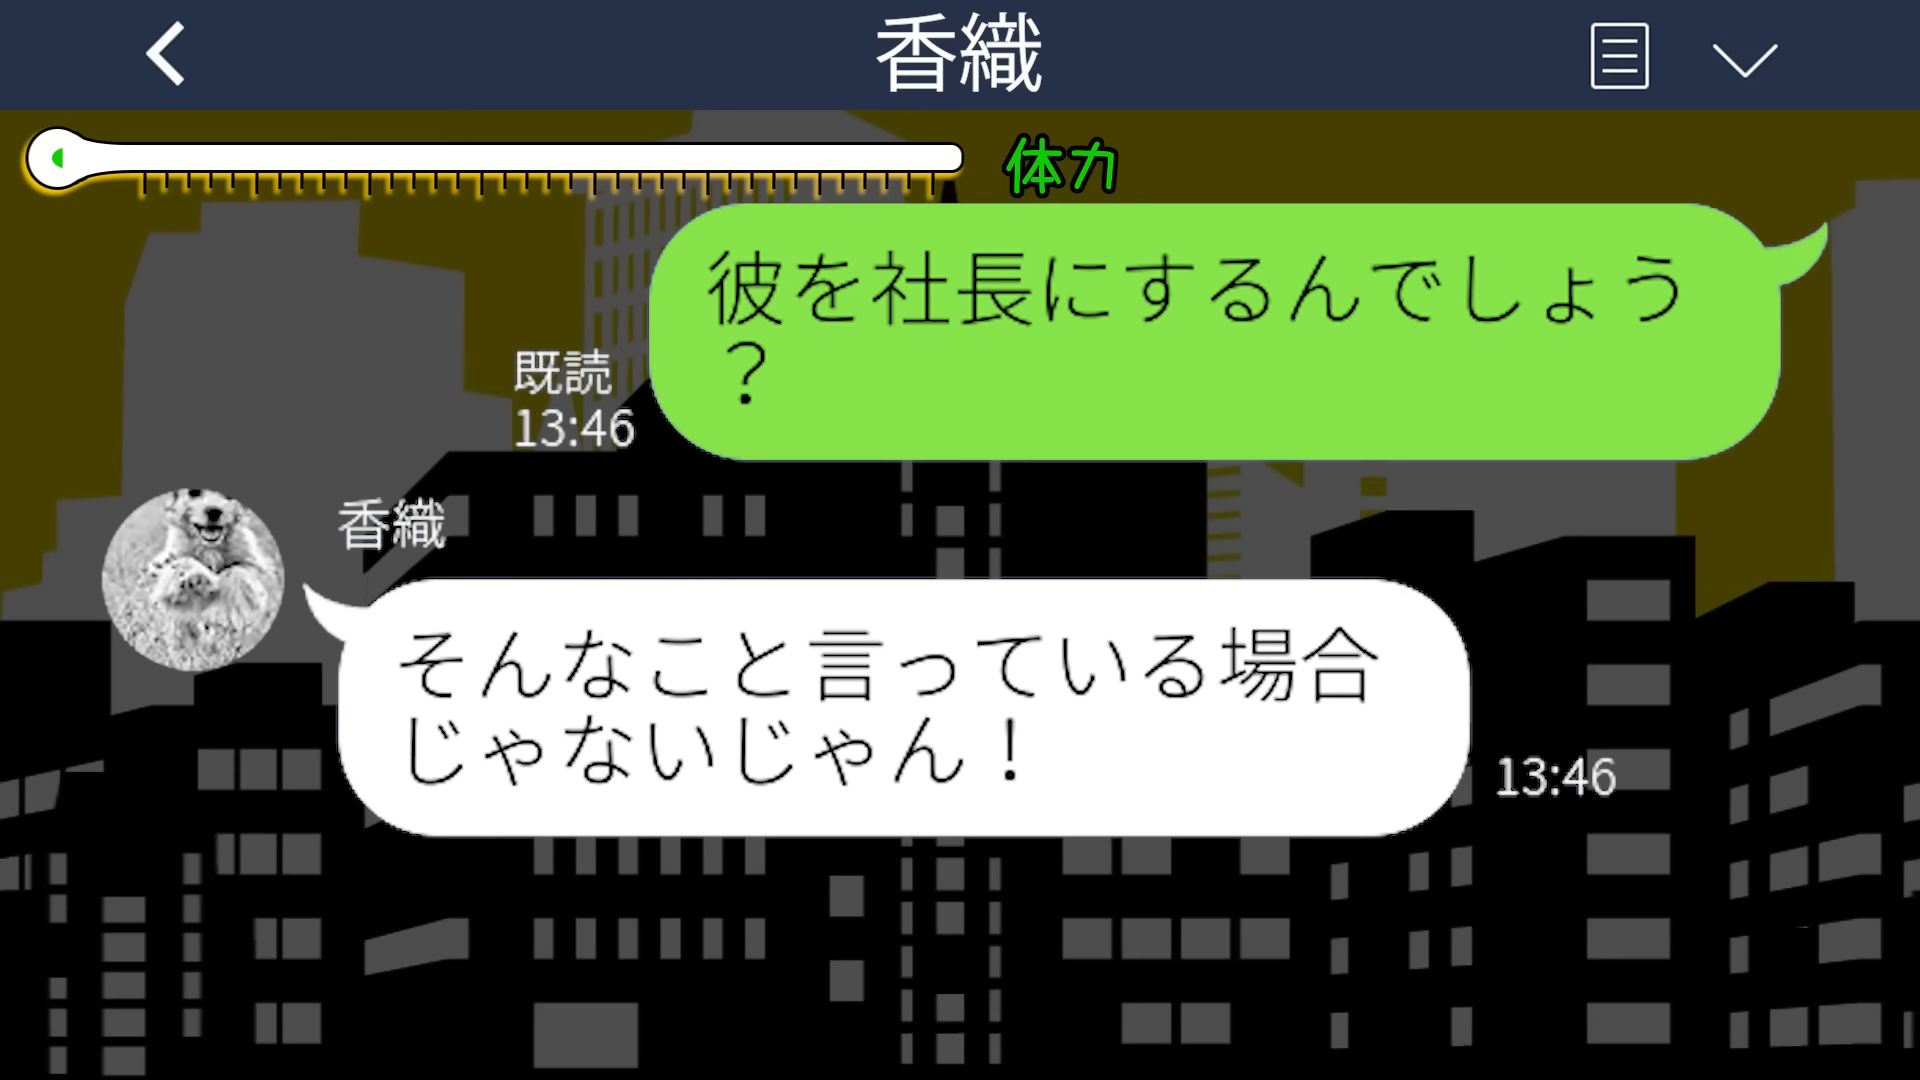 香織
体力
彼を社長にするんでしょう
？
既読
13:46
香織
そんなこと言っている場合
じゃないじゃん！
13:46